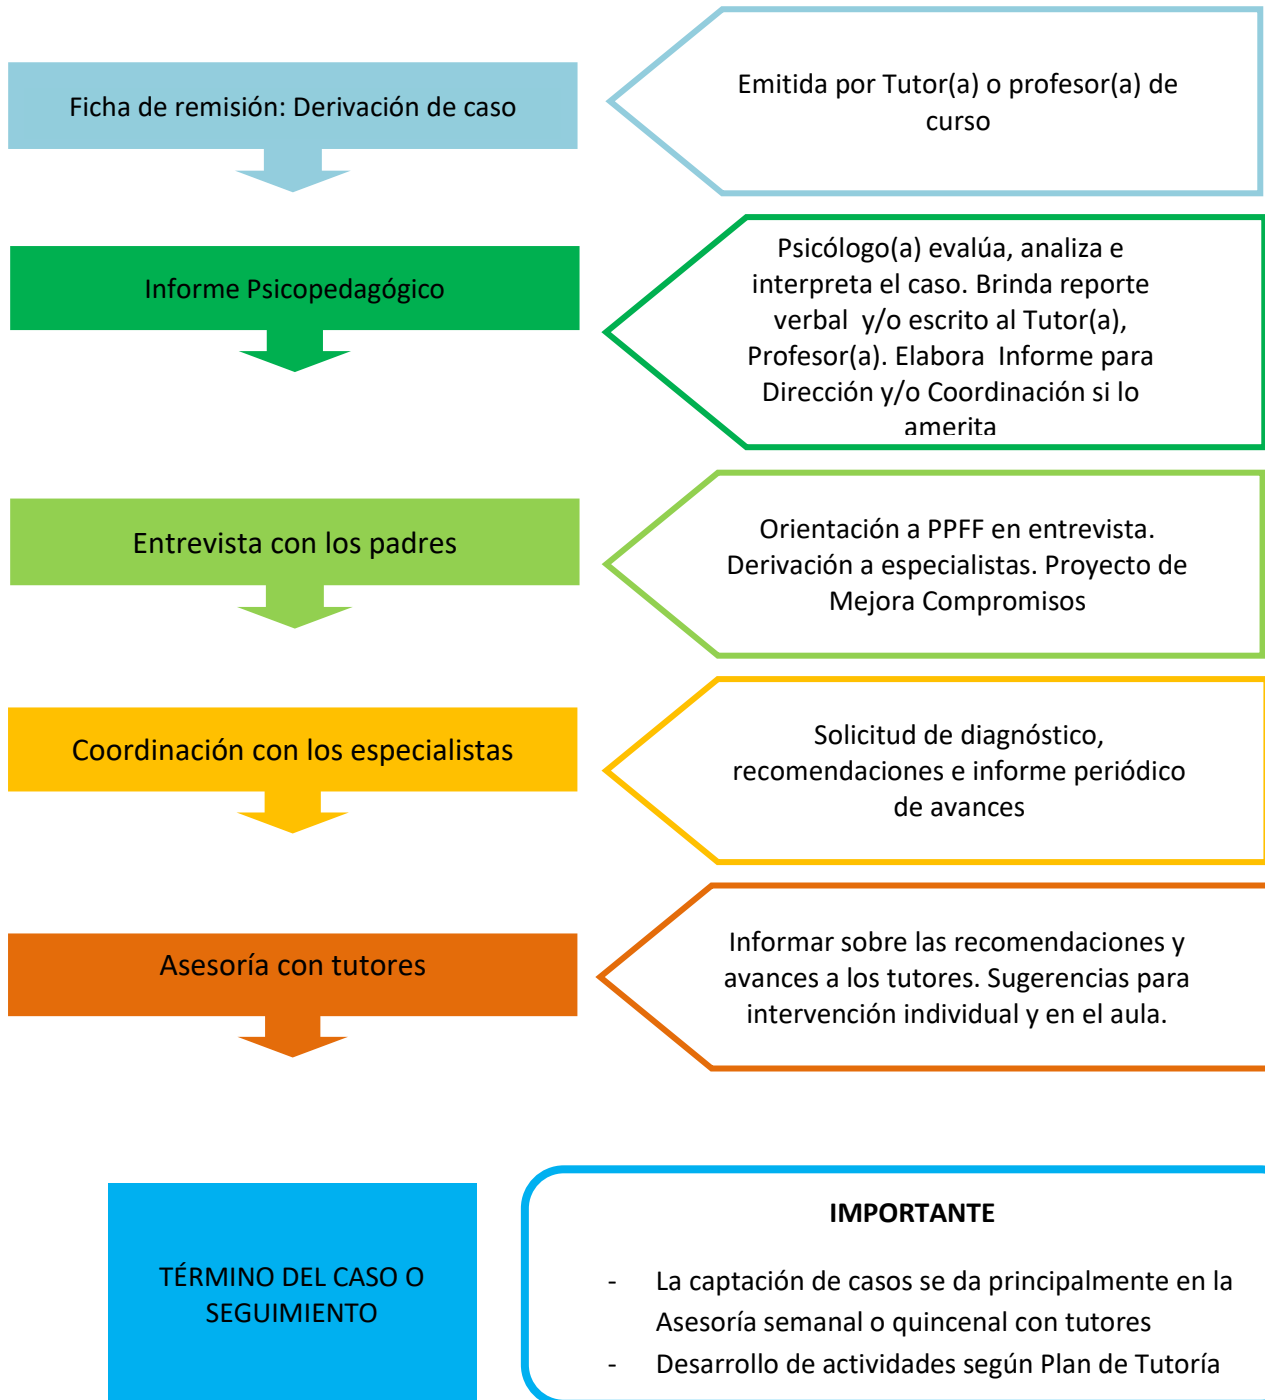 Ficha de remisión: Derivación de caso
Emitida por Tutor(a) o profesor(a) de
curso
Informe Psicopedagógico
Psicólogo(a) evalúa, analiza e
interpreta el caso. Brinda reporte
verbal y/o escrito al Tutor(a),
Profesor(a). Elabora Informe para
Dirección y/o Coordinación si lo
amerita
Entrevista con los padres
Orientación a PPFF en entrevista.
Derivación a especialistas. Proyecto de
Mejora Compromisos
Coordinación con los especialistas
Solicitud de diagnóstico,
recomendaciones e informe periódico
de avances
Asesoría con tutores
Informar sobre las recomendaciones y
avances a los tutores. Sugerencias para
intervención individual y en el aula.
TÉRMINO DEL CASO O
SEGUIMIENTO
IMPORTANTE
- La captación de casos se da principalmente en la
Asesoría semanal o quincenal con tutores
- Desarrollo de actividades según Plan de Tutoría